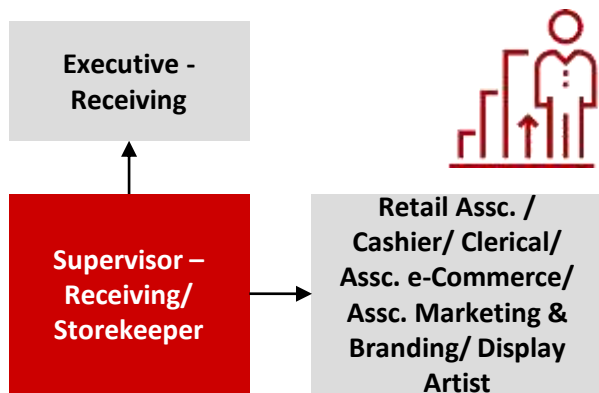 Executive -
Receiving
Supervisor –
Receiving/
Storekeeper
Retail Assc. /
Cashier/ Clerical/
Assc. e-Commerce/
Assc. Marketing &
Branding/ Display
Artist